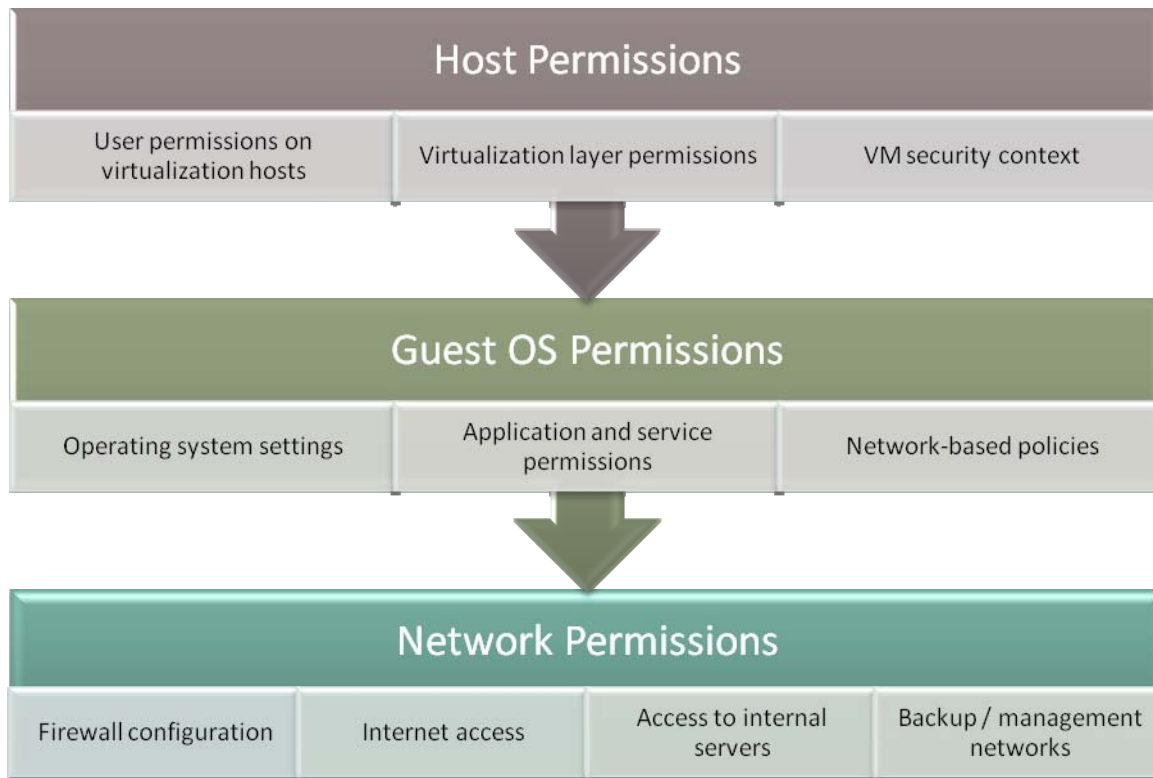 Host Permissions
User permissions on
virtualization hosts
Virtualization layer permissions
VM security context
Guest OS Permissions
Operating system settings
Application and service
permissions
Network-based policies
Network Permissions
Firewall configuration
Internet access
Access to internal
servers
Backup / management
networks